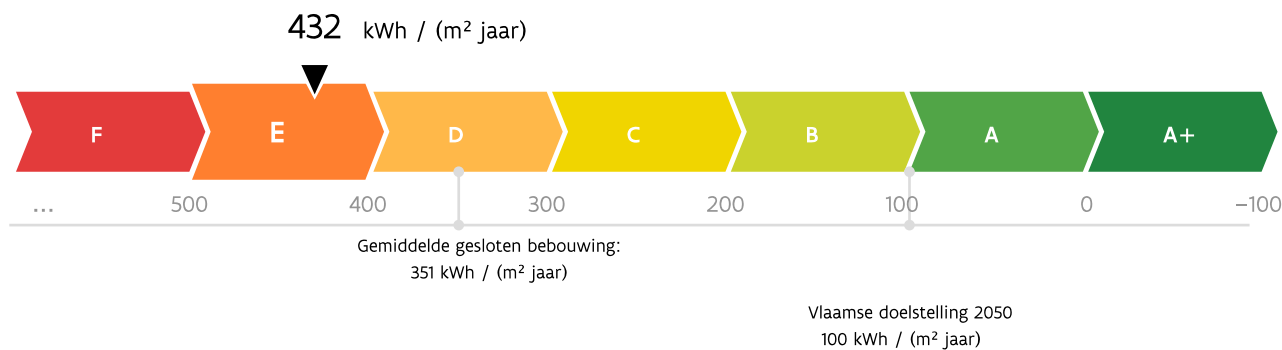 432 kWh / (m² jaar)
F E D C B A A+
... 500 400 300 200 100 0 −100
Gemiddelde gesloten bebouwing:
351 kWh / (m² jaar)
Vlaamse doelstelling 2050
100 kWh / (m² jaar)